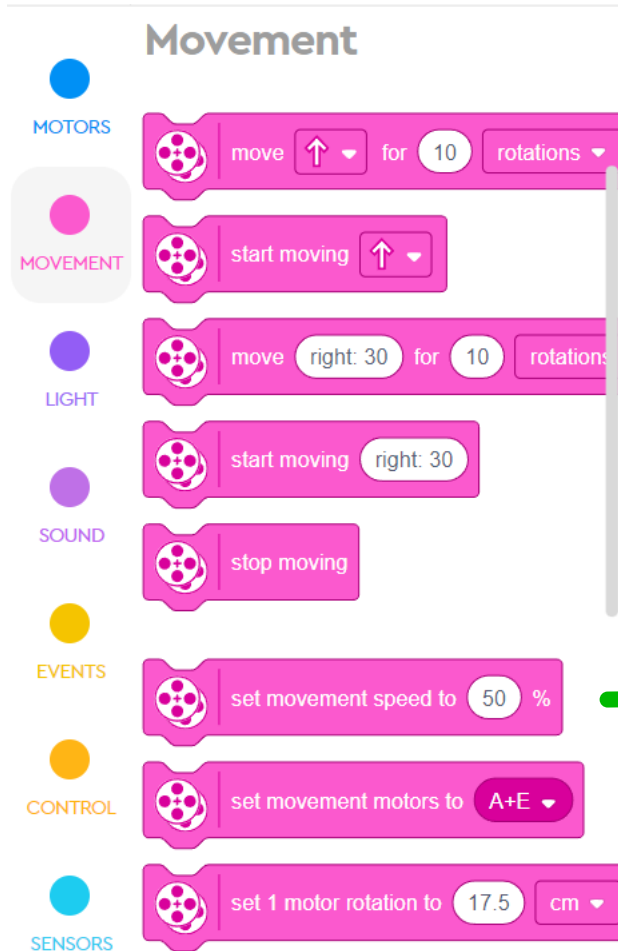 Movement
MOTORS
MOVEMENT
LIGHT
SOUND
EVENTS
CONTROL
SENSORS
move for 10 rotations
start moving
move right: 30 for 10 rotations
start moving right: 30
stop moving
set movement speed to 50 %
set movement motors to A+E
set 1 motor rotation to 17.5 cm